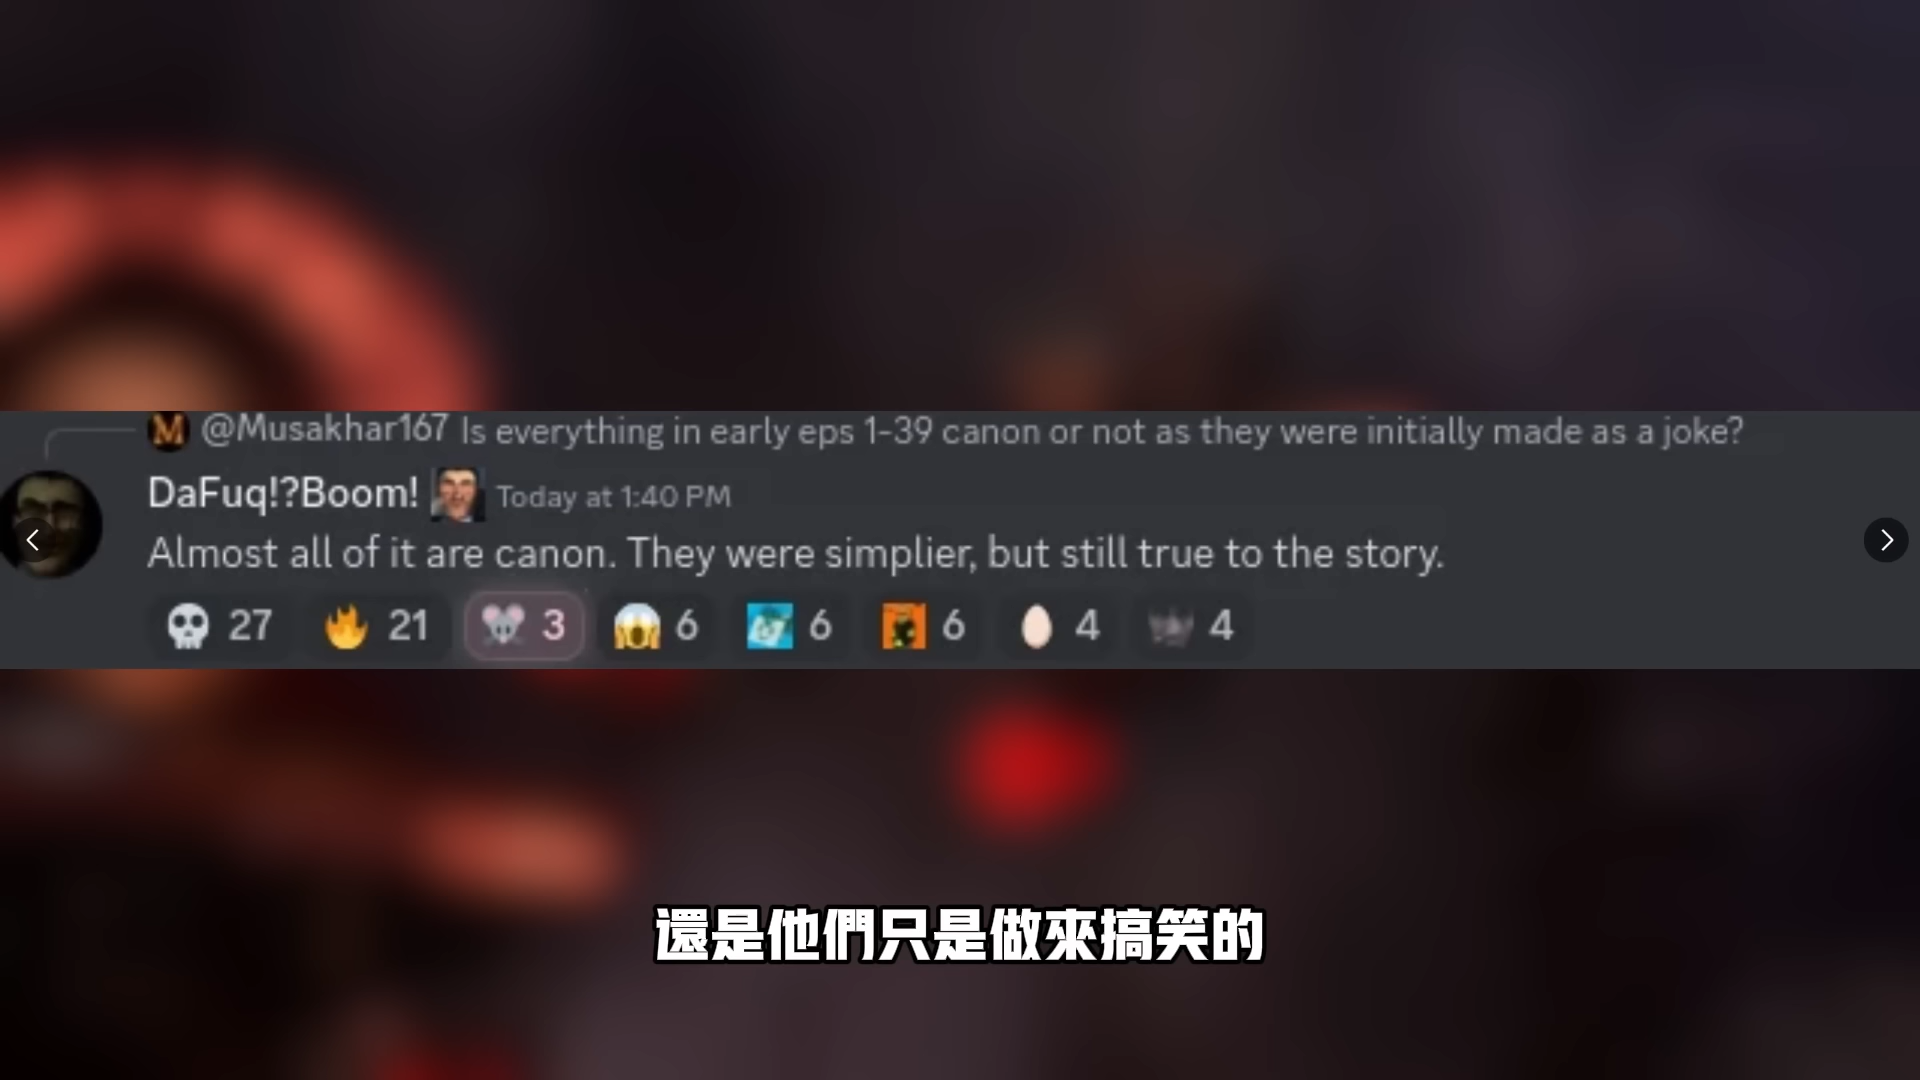 @Musakhar167 Is everything in early eps 1-39 canon or not as they were initially made as a joke?
DaFuq!?Boom! Today at 1:40 PM
Almost all of it are canon. They were simplier, but still true to the story.
27 21 3 6 6 6 4 4
還是他們只是做來搞笑的